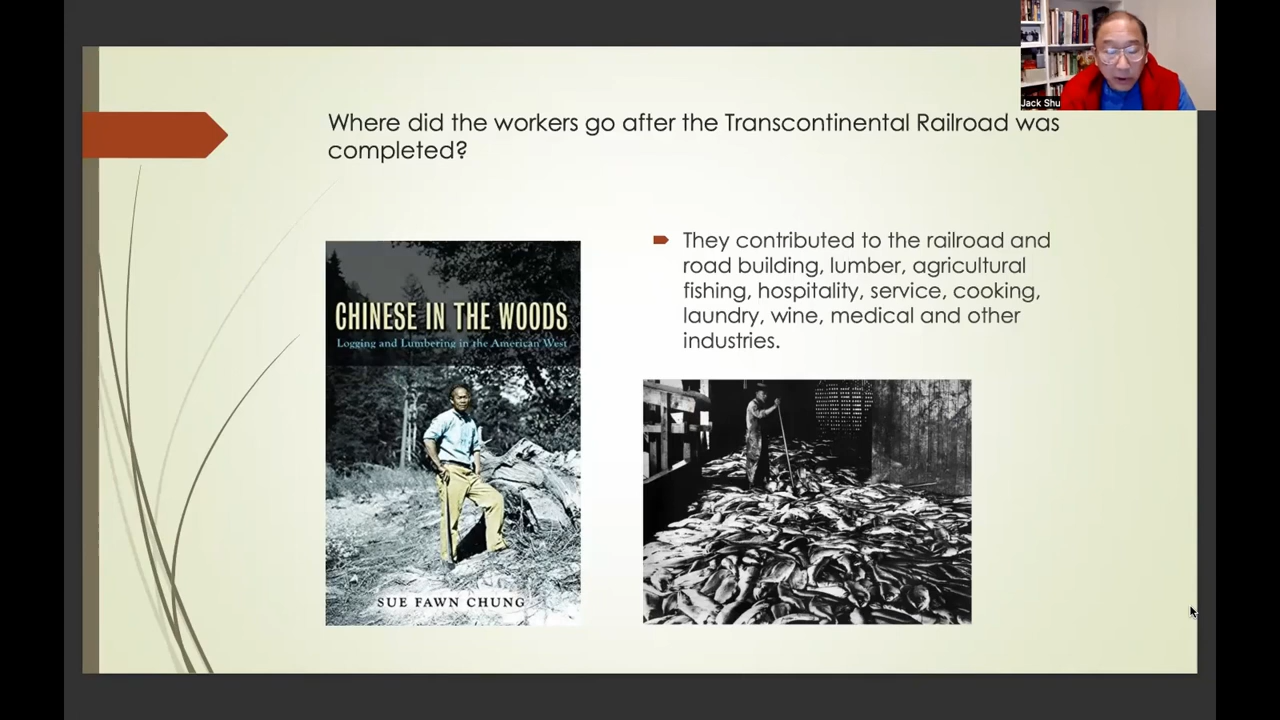 Jack Shu
Where did the workers go after the Transcontinental Railroad was
completed?
CHINESE IN THE WOODS
Logging and Lumbering in the American West
SUE FAWN CHUNG
They contributed to the railroad and
road building, lumber, agricultural
fishing, hospitality, service, cooking,
laundry, wine, medical and other
industries.